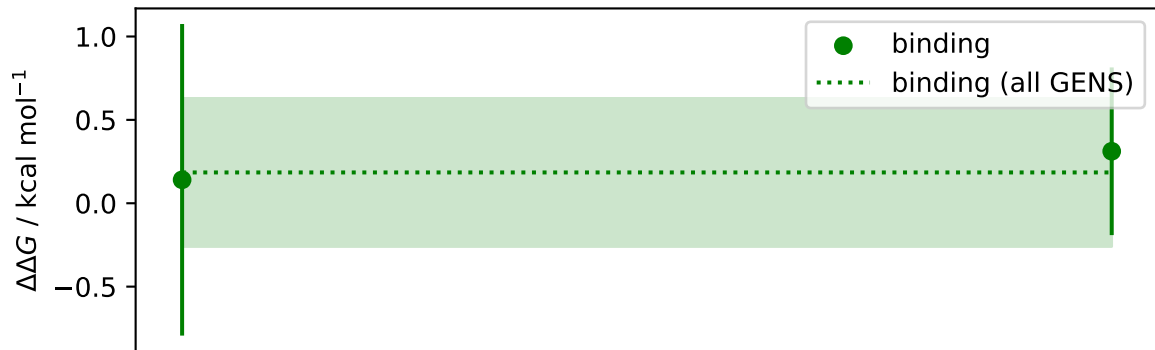 1.0
0.5
0.0
−0.5
ΔΔG / kcal mol⁻¹
binding
binding (all GENS)